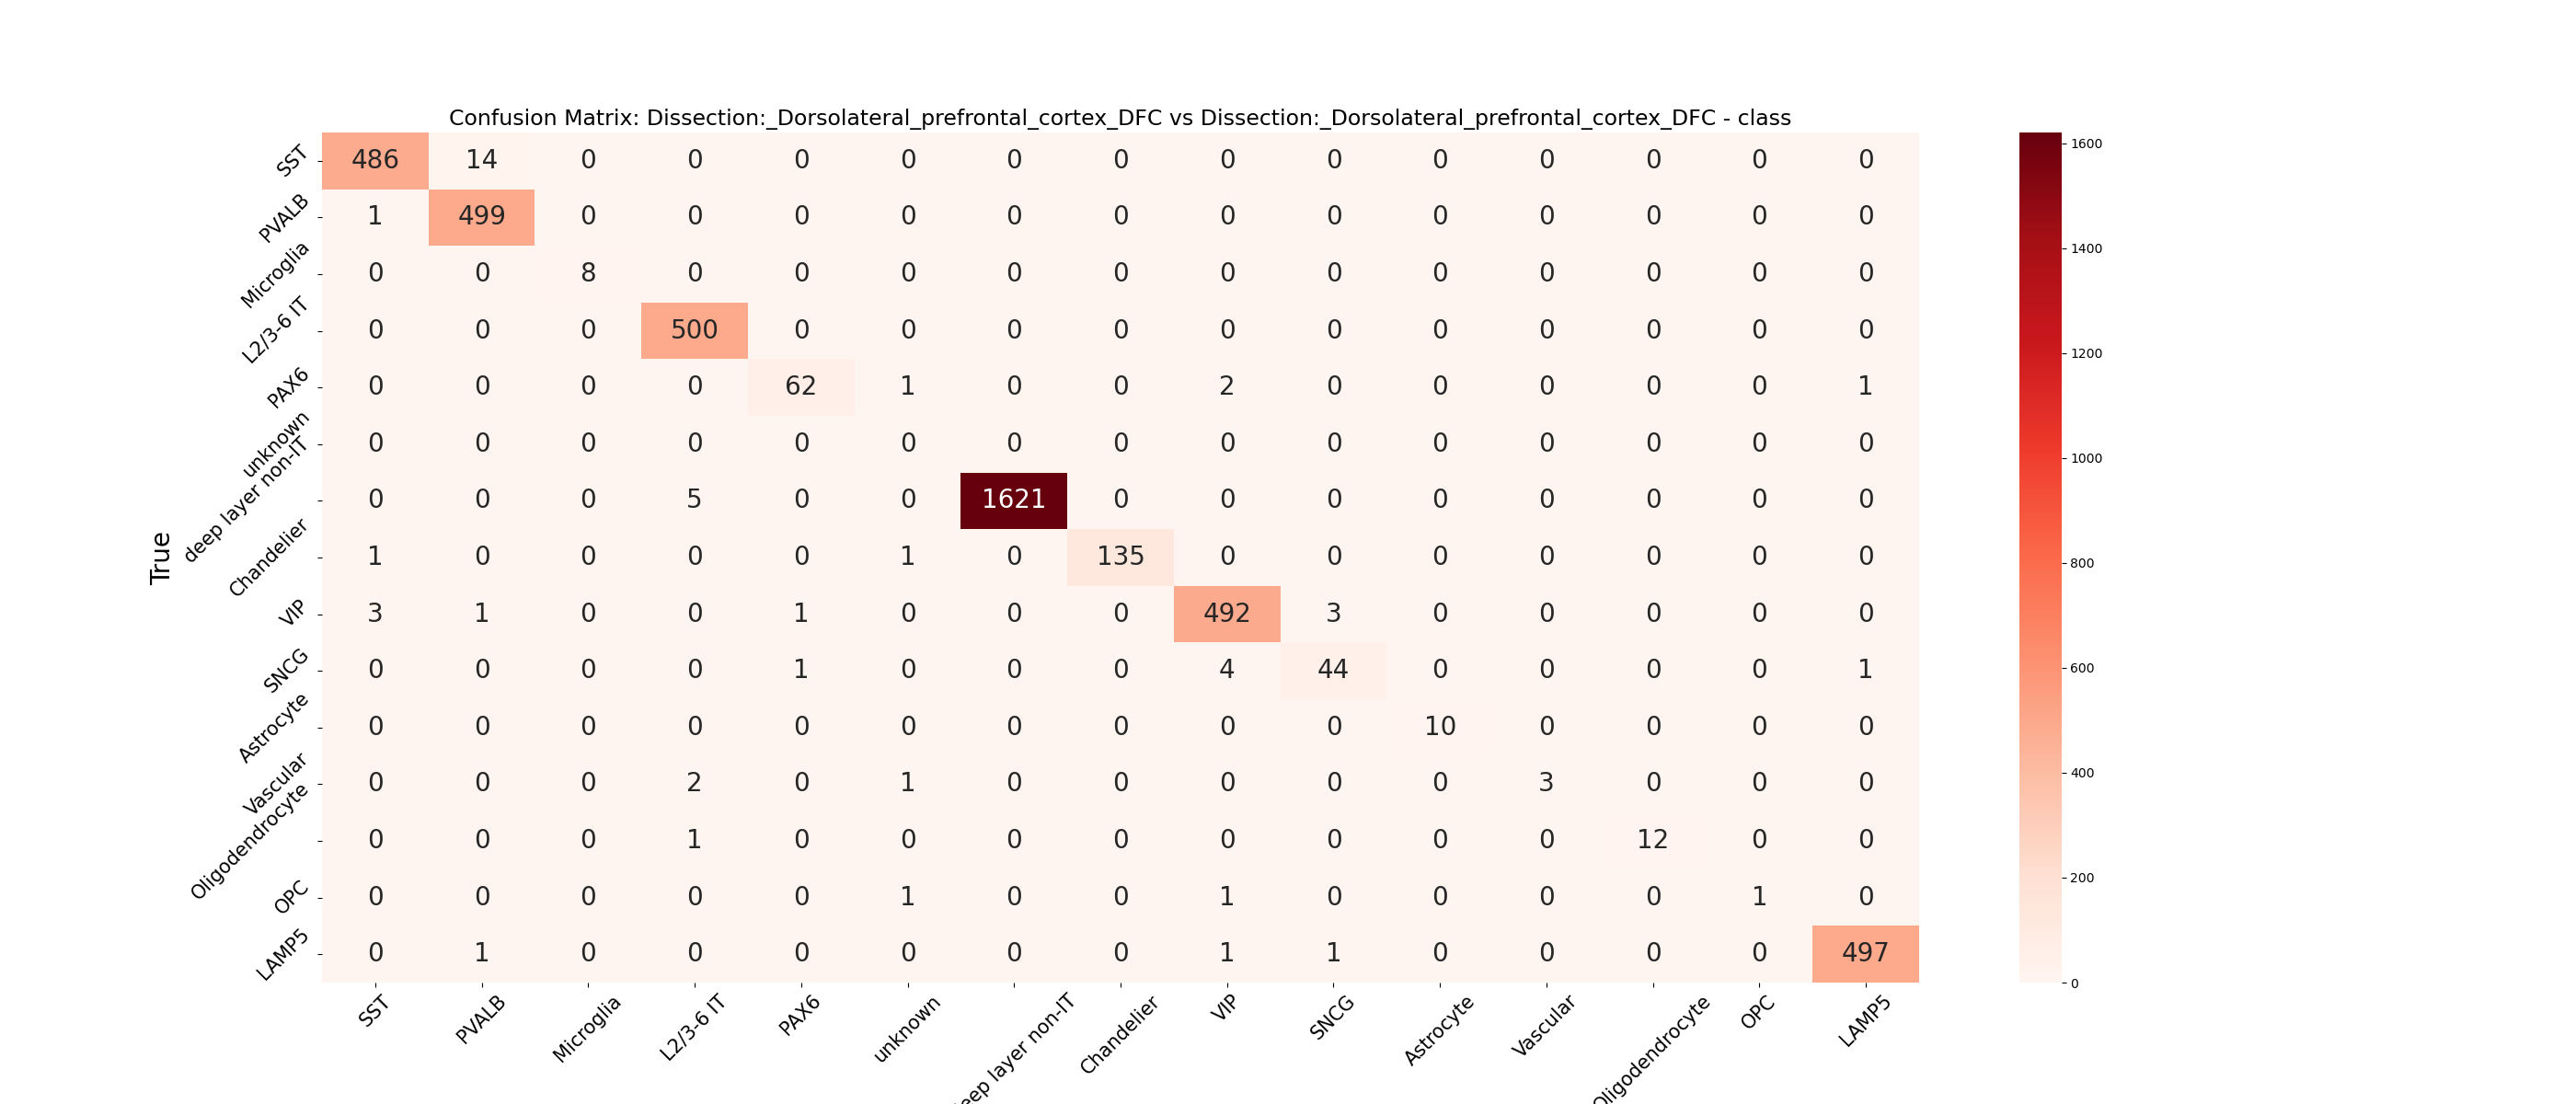 Confusion Matrix: Dissection:_Dorsolateral_prefrontal_cortex_DFC vs Dissection:_Dorsolateral_prefrontal_cortex_DFC - class
SST 486 14 0 0 0 0 0 0 0 0 0 0 0 0 0
PVALB 1 499 0 0 0 0 0 0 0 0 0 0 0 0 0
Microglia 0 0 8 0 0 0 0 0 0 0 0 0 0 0 0
L2/3-6 IT 0 0 0 500 0 0 0 0 0 0 0 0 0 0 0
PAX6 0 0 0 0 62 1 0 0 2 0 0 0 0 0 1
unknown 0 0 0 0 0 0 0 0 0 0 0 0 0 0 0
deep layer non-IT 0 0 0 5 0 0 1621 0 0 0 0 0 0 0 0
Chandelier 1 0 0 0 0 1 0 135 0 0 0 0 0 0 0
VIP 3 1 0 0 1 0 0 0 492 3 0 0 0 0 0
SNCG 0 0 0 0 1 0 0 0 4 44 0 0 0 0 1
Astrocyte 0 0 0 0 0 0 0 0 0 0 10 0 0 0 0
Vascular 0 0 0 2 0 1 0 0 0 0 0 3 0 0 0
Oligodendrocyte 0 0 0 1 0 0 0 0 0 0 0 0 12 0 0
OPC 0 0 0 0 0 1 0 0 1 0 0 0 0 1 0
LAMP5 0 1 0 0 0 0 0 0 1 1 0 0 0 0 497
True
SST PVALB Microglia L2/3-6 IT PAX6 unknown eep layer non-IT Chandelier VIP SNCG Astrocyte Vascular Oligodendrocyte OPC LAMP5
1600
1400
1200
1000
800
600
400
200
0